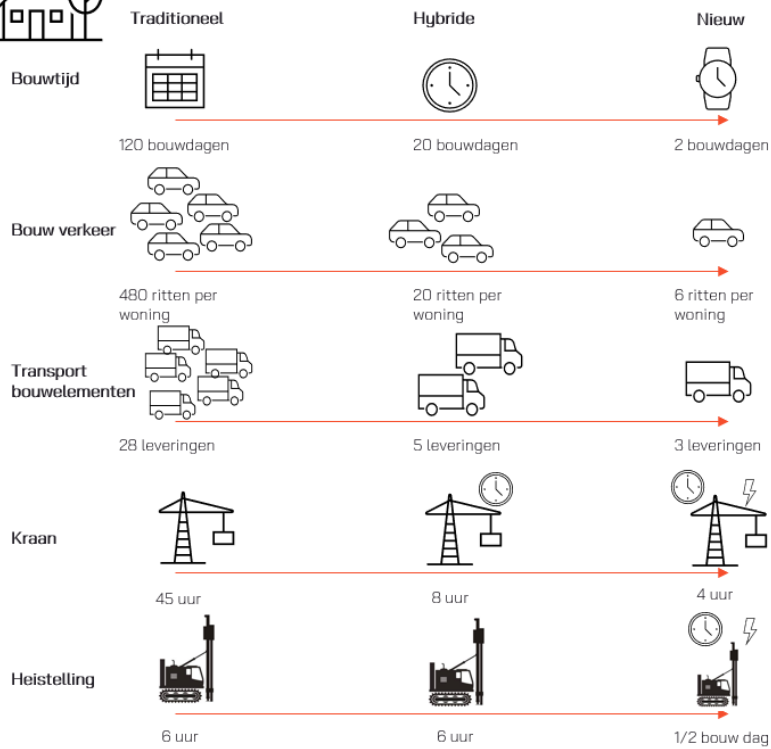 Traditioneel
Hybride
Nieuw
Bouwtijd
120 bouwdagen
20 bouwdagen
2 bouwdagen
Bouw verkeer
480 ritten per
woning
20 ritten per
woning
6 ritten per
woning
Transport
bouwelementen
28 leveringen
5 leveringen
3 leveringen
Kraan
45 uur
8 uur
4 uur
Heistelling
6 uur
6 uur
1/2 bouw dag